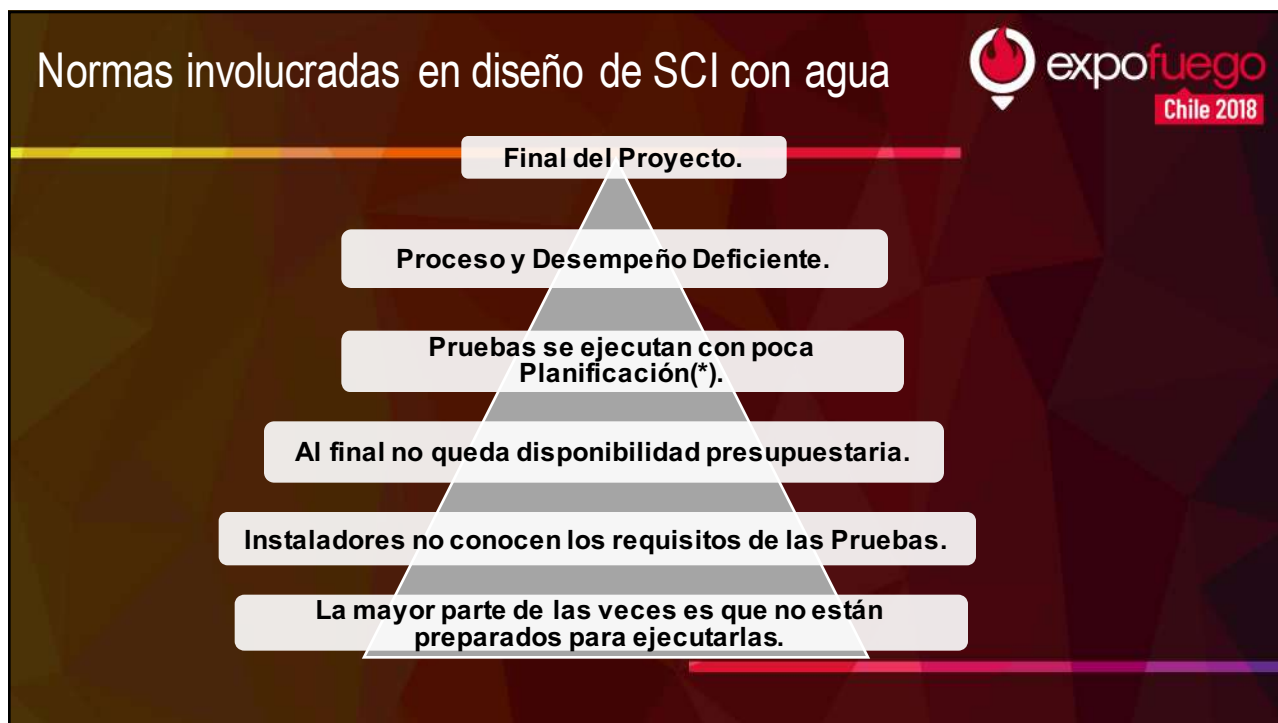 Normas involucradas en diseño de SCI con agua
expofuego
Chile 2018
Final del Proyecto.
Proceso y Desempeño Deficiente.
Pruebas se ejecutan con poca
Planificación(*).
Al final no queda disponibilidad presupuestaria.
Instaladores no conocen los requisitos de las Pruebas.
La mayor parte de las veces es que no están
preparados para ejecutarlas.